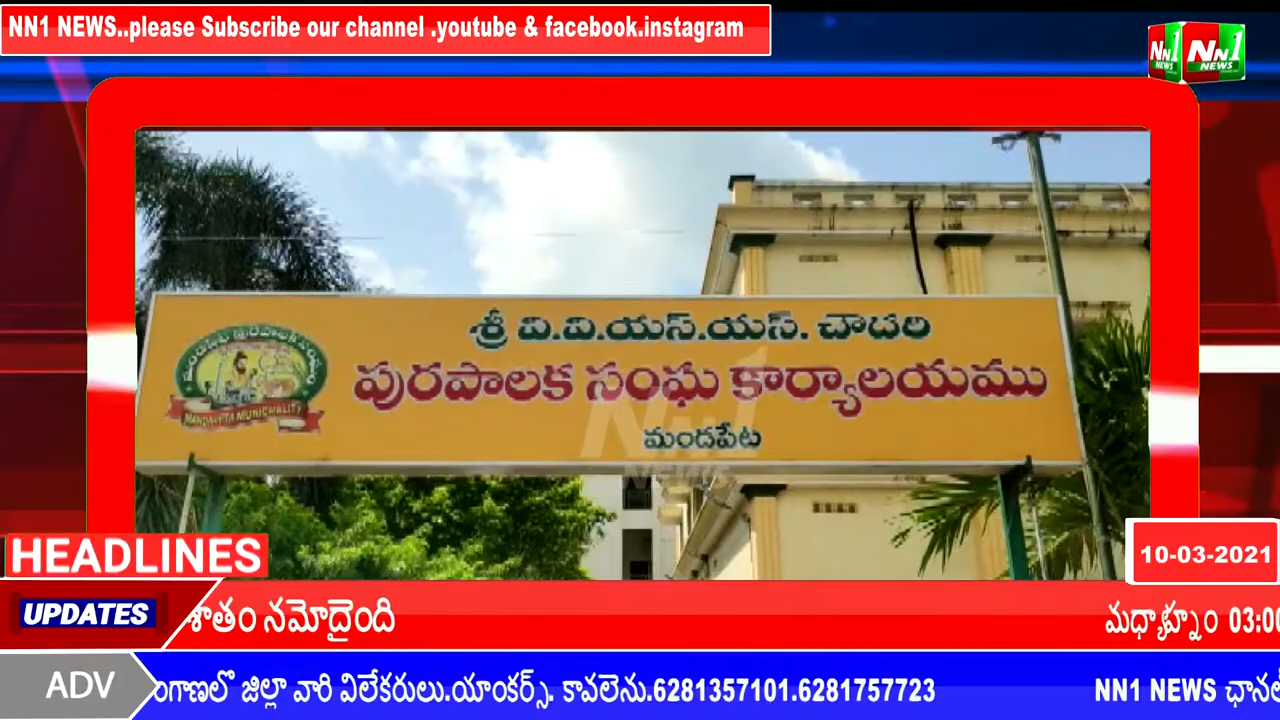 NN1 NEWS..please Subscribe our channel .youtube & facebook.instagram
NN1
NEWS
NN1
NEWS
శ్రీ వి.వి.యస్.యస్. చౌదరి
పురపాలక సంఘ కార్యాలయము
మండపేట
MANDAPETA MUNICIPALITY
NN1
NEWS
HEADLINES
10-03-2021
UPDATES
శాతం నమోదైంది
మధ్యాహ్నం 03:00
ADV
జిల్లా వారి విలేకరులు.యాంకర్స్. కావలెను.6281357101.6281757723
NN1 NEWS